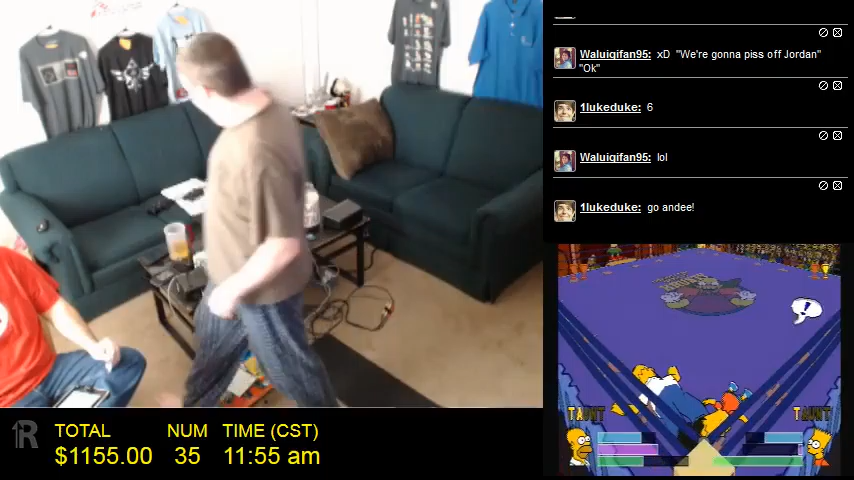 Waluigifan95: xD "We're gonna piss off Jordan"
"Ok"
1lukeduke: 6
Waluigifan95: lol
1lukeduke: go andee!
!
TAUNT
TAUNT
1R
TOTAL NUM TIME (CST)
$1155.00 35 11:55 am